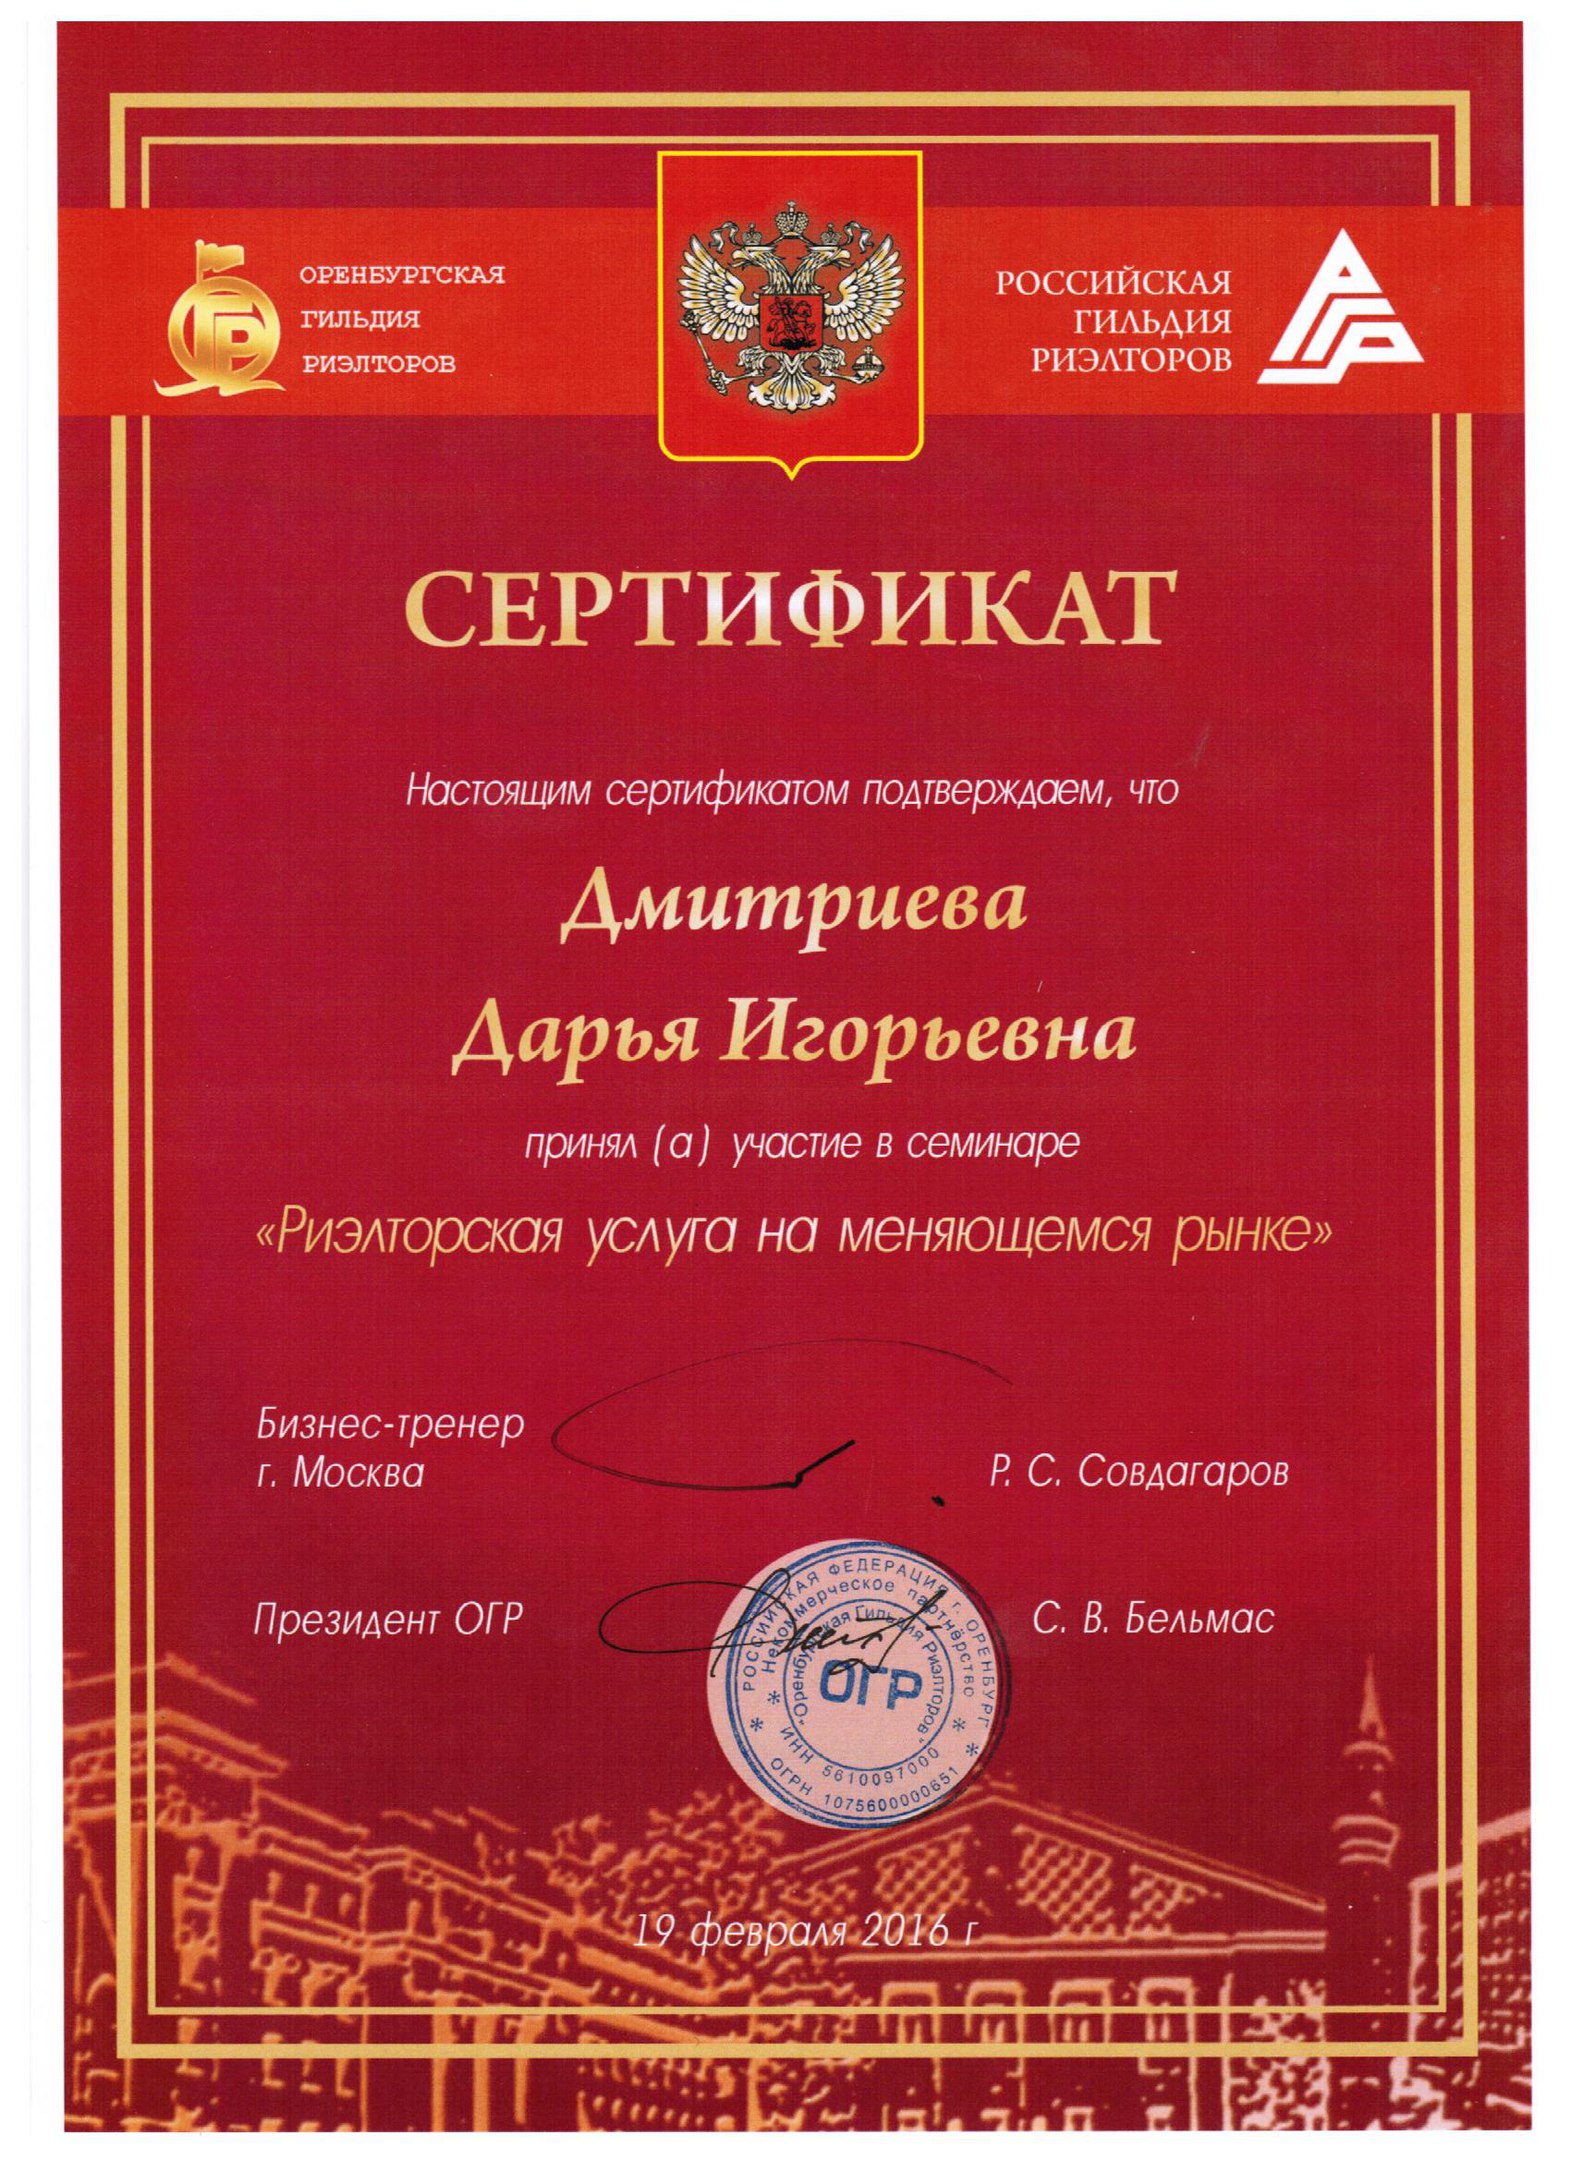 ОРЕНБУРГСКАЯ
ГИЛЬДИЯ
РИЭЛТОРОВ
РОССИЙСКАЯ
ГИЛЬДИЯ
РИЭЛТОРОВ
СЕРТИФИКАТ
Настоящим сертификатом подтверждаем, что
Дмитриева
Дарья Игорьевна
принял (а) участие в семинаре
«Риэлторская услуга на меняющемся рынке»
Бизнес-тренер
г. Москва
Р. С. Совдагаров
Президент ОГР
С. В. Бельмас
РОССИЙСКАЯ ФЕДЕРАЦИЯ г. ОРЕНБУРГ
Некоммерческое партнёрство
"Оренбургская Гильдия Риэлторов"
ОГР
ИНН 5610097000
ОГРН 1075600000651
19 февраля 2016 г